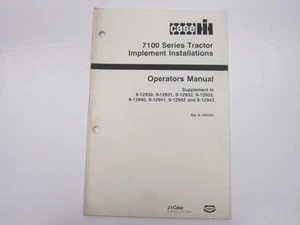 CASE IH
7100 Series Tractor
Implement Installations
Operators Manual
Supplement to
9-12930, 9-12931, 9-12932, 9-12933,
9-12940, 9-12941, 9-12942 and 9-12943
J I Case